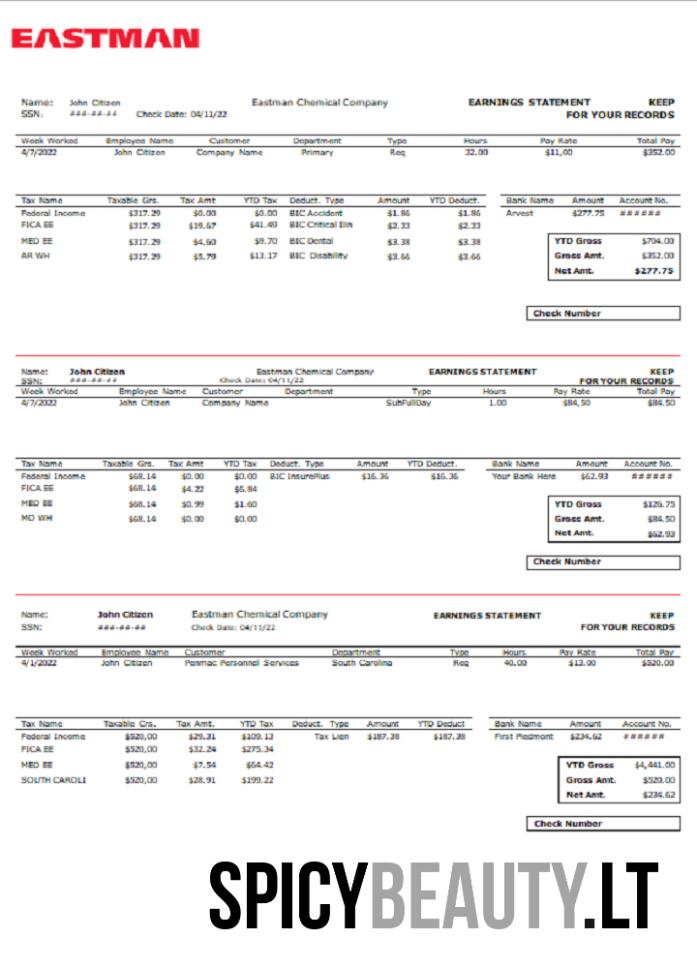 EASTMAN
Name: John Citizen Eastman Chemical Company EARNINGS STATEMENT KEEP
SSN: ###-##-## Check Date: 04/11/22 FOR YOUR RECORDS
Week Worked Employee Name Customer Department Type Hours Pay Rate Total Pay
4/7/2022 John Citizen Company Name Primary Req 32.00 $11,00 $352.00
Tax Name Taxable Grs. Tax Amt YTD Tax Deduct. Type Amount YTD Deduct. Bank Name Amount Account No.
Federal Income $317.29 $0.00 $0.00 BIC Accident $1.86 $1.86 Arvest $277.75 ######
FICA EE $317.29 $19.67 $41.49 BIC Critical Illn $2.33 $2.33
MED EE $317.29 $4.60 $9.70 BIC Dental $3.38 $3.38 YTD Gross $704.00
AR WH $317.29 $5.79 $13.17 BIC Disability $3.66 $3.66 Gross Amt. $352.00
Net Amt. $277.75
Check Number
Name: John Citizen Eastman Chemical Company EARNINGS STATEMENT KEEP
SSN: ###-##-## Check Date: 04/11/22 FOR YOUR RECORDS
Week Worked Employee Name Customer Department Type Hours Pay Rate Total Pay
4/7/2022 John Citizen Company Name SubFullDay 1.00 $84,50 $84.50
Tax Name Taxable Grs. Tax Amt YTD Tax Deduct. Type Amount YTD Deduct. Bank Name Amount Account No.
Federal Income $68.14 $0.00 $0.00 BIC InsurePlus $16.36 $16.36 Your Bank Here $62.93 ######
FICA EE $68.14 $4.22 $6.84
MED EE $68.14 $0.99 $1.60 YTD Gross $126.75
MO WH $68.14 $0.00 $0.00 Gross Amt. $84.50
Net Amt. $62.93
Check Number
Name: John Citizen Eastman Chemical Company EARNINGS STATEMENT KEEP
SSN: ###-##-## Check Date: 04/11/22 FOR YOUR RECORDS
Week Worked Employee Name Customer Department Type Hours Pay Rate Total Pay
4/1/2022 John Citizen Penmac Personnel Services South Carolina Req 40.00 $13.00 $520.00
Tax Name Taxable Crs. Tax Amt. YTD Tax Deduct. Type Amount YTD Deduct Bank Name Amount Account No.
Federal Income $520,00 $29.31 $109.13 Tax Lien $187.38 $187.38 First Piedmont $234.62 ######
FICA EE $520,00 $32.24 $275.34
MED EE $520,00 $7.54 $64.42 YTD Gross $4,441.00
SOUTH CAROLI $520,00 $28.91 $199.22 Gross Amt. $520.00
Net Amt. $234.62
Check Number
SPICYBEAUTY.LT